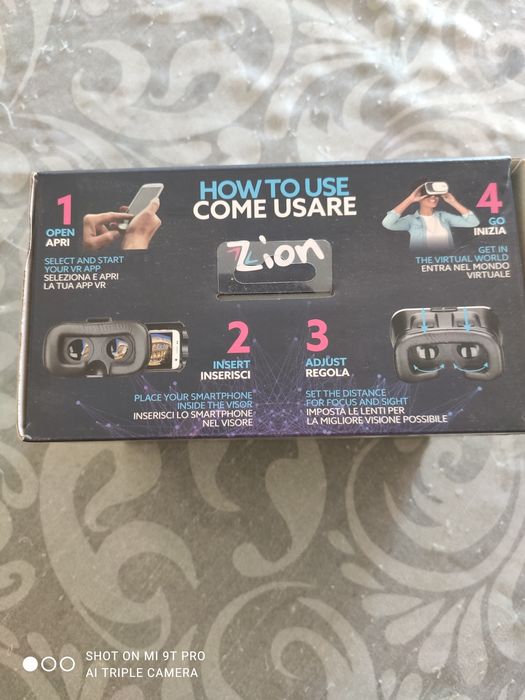 HOW TO USE
COME USARE
Zion
1
OPEN
APRI
SELECT AND START
YOUR VR APP
SELEZIONA E APRI
LA TUA APP VR
2
INSERT
INSERISCI
PLACE YOUR SMARTPHONE
INSIDE THE VISOR
INSERISCI LO SMARTPHONE
NEL VISORE
3
ADJUST
REGOLA
SET THE DISTANCE
FOR FOCUS AND SIGHT
IMPOSTA LE LENTI PER
LA MIGLIORE VISIONE POSSIBILE
4
GO
INIZIA
GET IN
THE VIRTUAL WORLD
ENTRA NEL MONDO
VIRTUALE
SHOT ON MI 9T PRO
AI TRIPLE CAMERA